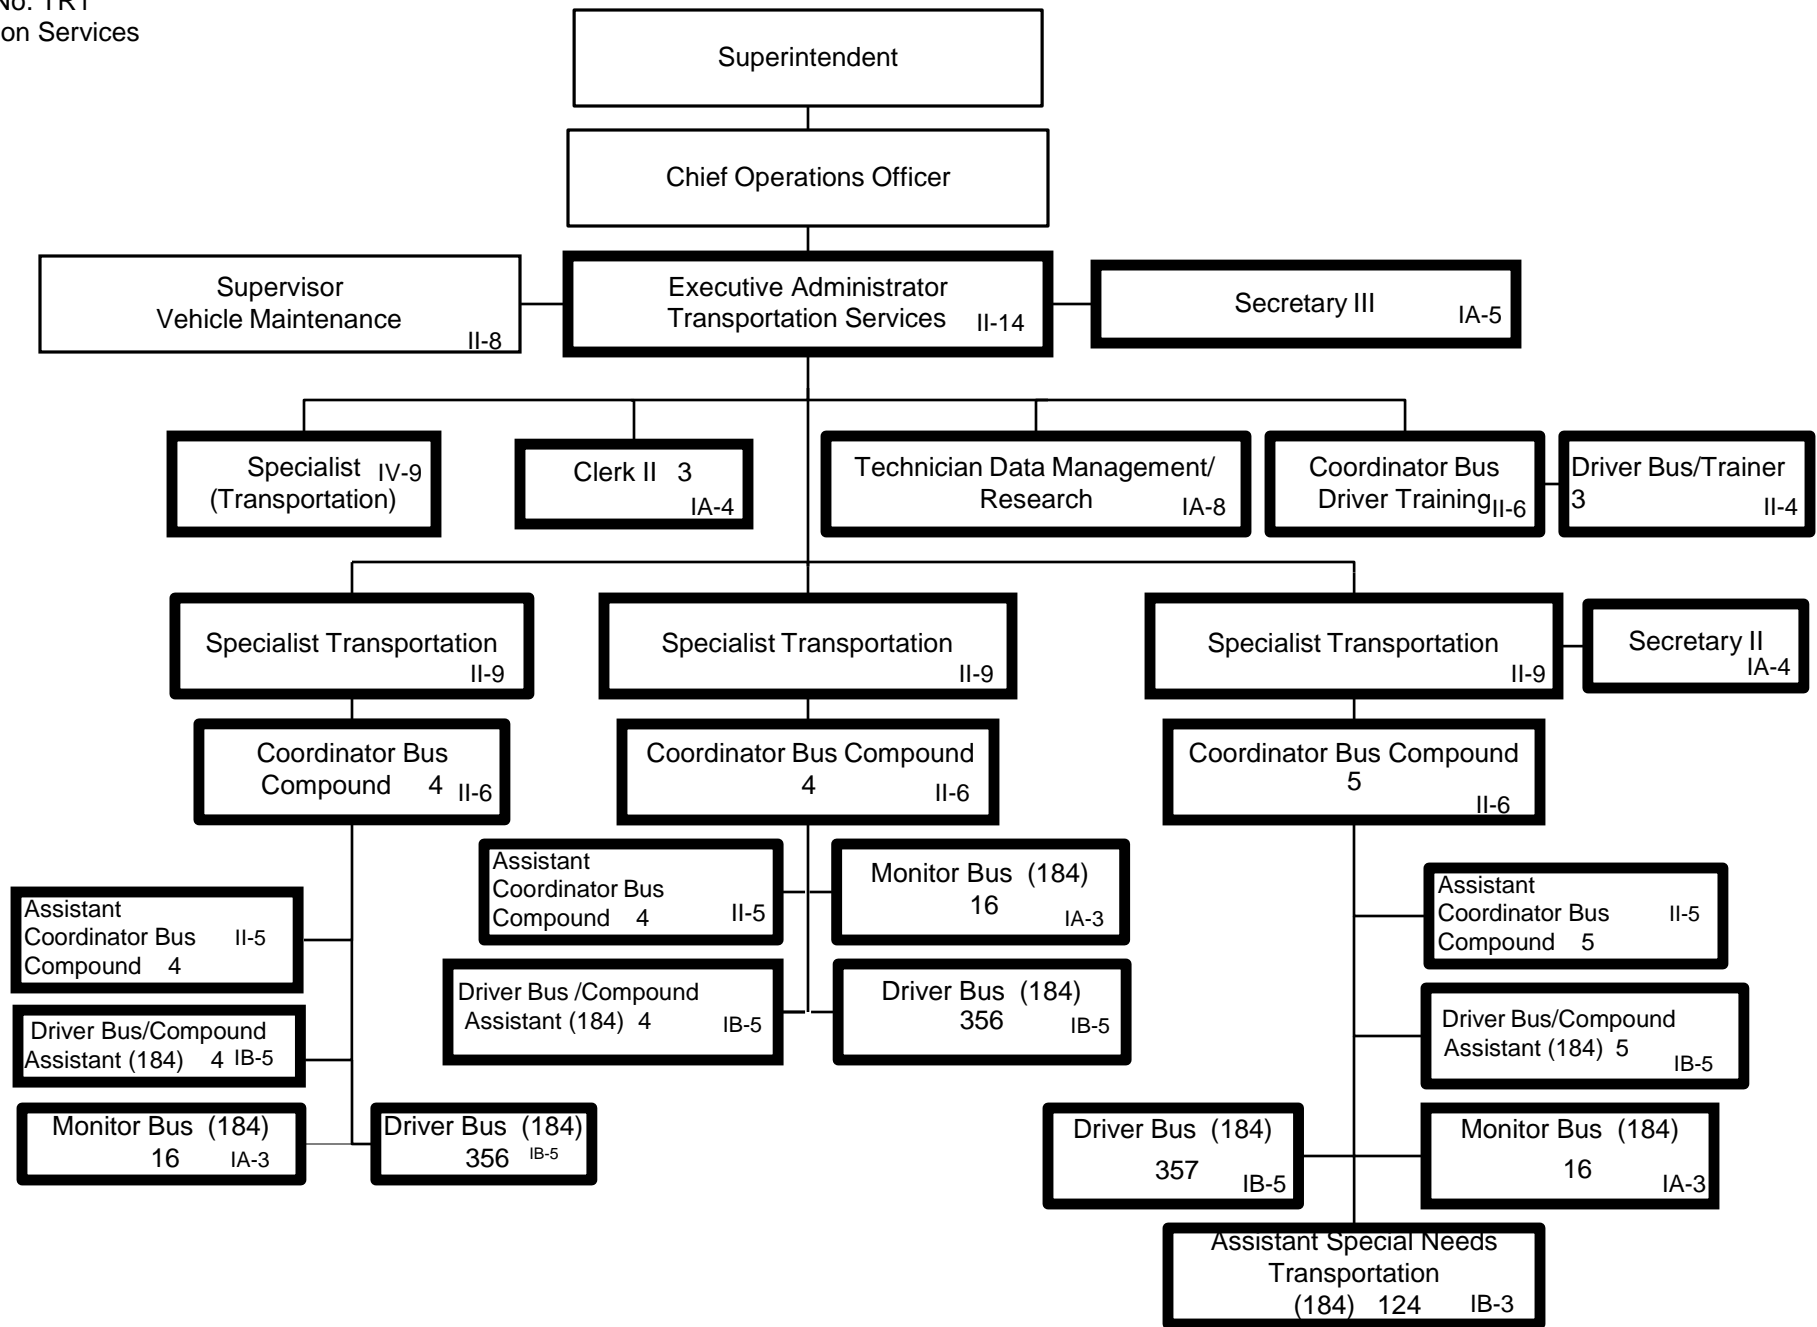 No. TR1
on Services
Superintendent
Chief Operations Officer
Supervisor
Vehicle Maintenance
II-8
Executive Administrator
Transportation Services II-14
Secretary III
IA-5
Specialist IV-9
(Transportation)
Clerk II 3
IA-4
Technician Data Management/
Research IA-8
Coordinator Bus
Driver Training II-6
Driver Bus/Trainer
3 II-4
Specialist Transportation
II-9
Specialist Transportation
II-9
Specialist Transportation
II-9
Secretary II
IA-4
Coordinator Bus
Compound 4 II-6
Coordinator Bus Compound
4 II-6
Coordinator Bus Compound
5
II-6
Assistant
Coordinator Bus II-5
Compound 4
Driver Bus/Compound
Assistant (184) 4 IB-5
Monitor Bus (184)
16 IA-3
Driver Bus (184)
356 IB-5
Assistant
Coordinator Bus
Compound 4 II-5
Monitor Bus (184)
16
IA-3
Driver Bus /Compound
Assistant (184) 4 IB-5
Driver Bus (184)
356 IB-5
Assistant
Coordinator Bus II-5
Compound 5
Driver Bus/Compound
Assistant (184) 5
IB-5
Driver Bus (184)
357
IB-5
Monitor Bus (184)
16
IA-3
Assistant Special Needs
Transportation
(184) 124 IB-3